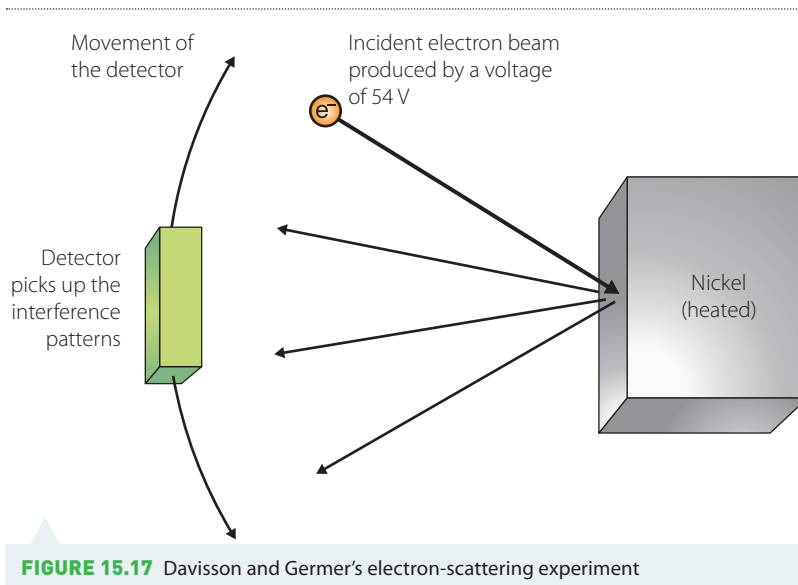 Movement of
the detector
Incident electron beam
produced by a voltage
of 54 V
e⁻
Detector
picks up the
interference
patterns
Nickel
(heated)
FIGURE 15.17 Davisson and Germer's electron-scattering experiment